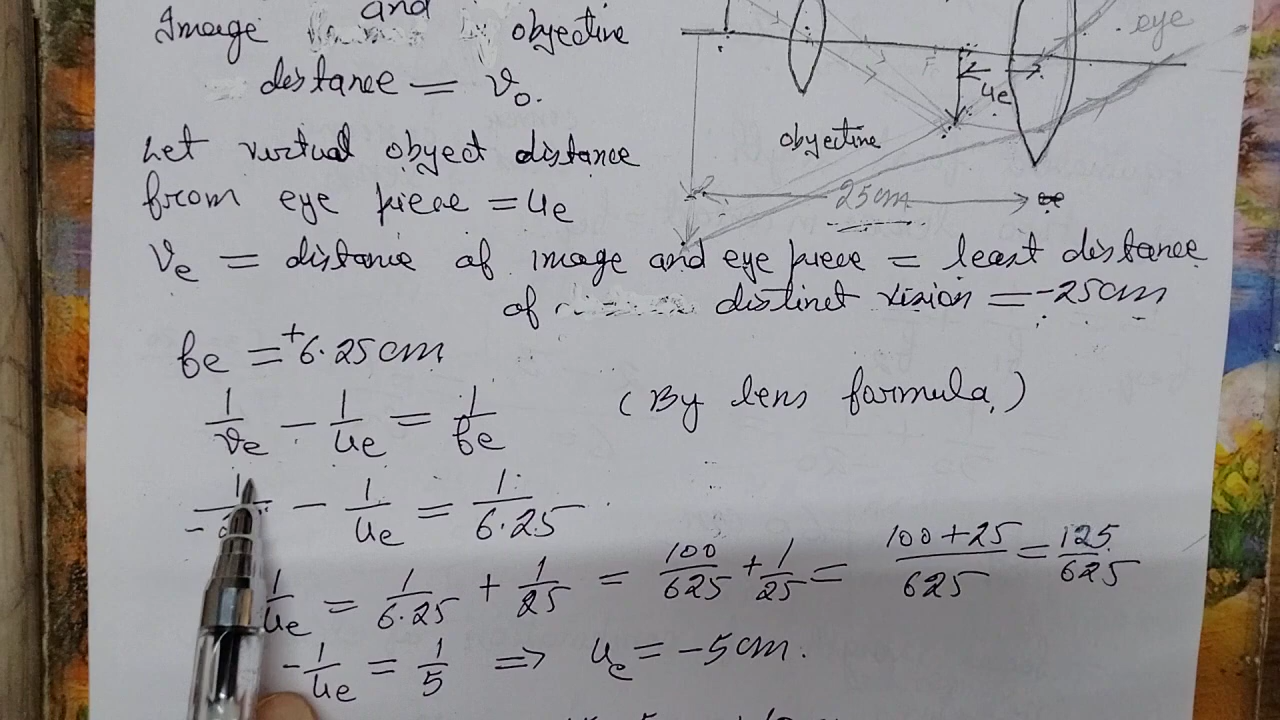 and
Image objective
distance = v₀.
Let virtual object distance
from eye piece = uₑ
vₑ = distance of image and eye piece = least distance
of distinct vision = -25cm
fₑ = +6.25cm
1/vₑ - 1/uₑ = 1/fₑ (By lens formula,)
- 1/uₑ = 1/6.25
1/uₑ = 1/6.25 + 1/25 = 100/625 + 1/25 = 100+25/625 = 125/625
-1/uₑ = 1/5 => uₑ = -5cm.
eye
F
uₑ
objective
25cm